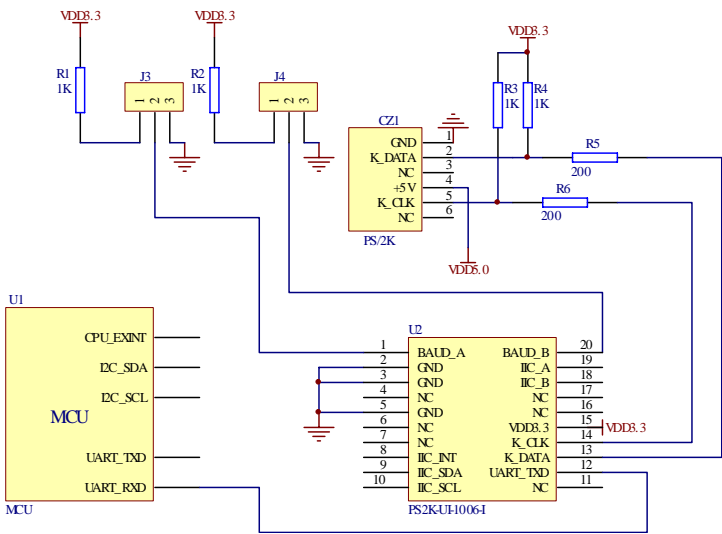 VDD3.3 VDD3.3 VDD3.3
R1 1K J3 1 2 3
R2 1K J4 1 2 3
R3 1K R4 1K
CZ1
GND 1
K_DATA 2
NC 3
+5V 4
K_CLK 5
NC 6
PS/2K
R5
200
R6
200
VDD5.0
U1
CPU_EXINT
I2C_SDA
I2C_SCL
MCU
UART_TXD
UART_RXD
MCU
U2
1 BAUD_A BAUD_B 20
2 GND IIC_A 19
3 GND IIC_B 18
4 NC NC 17
5 GND NC 16
6 NC VDD3.3 15 VDD3.3
7 NC K_CLK 14
8 IIC_INT K_DATA 13
9 IIC_SDA UART_TXD 12
10 IIC_SCL NC 11
PS2K-UI-1006-I